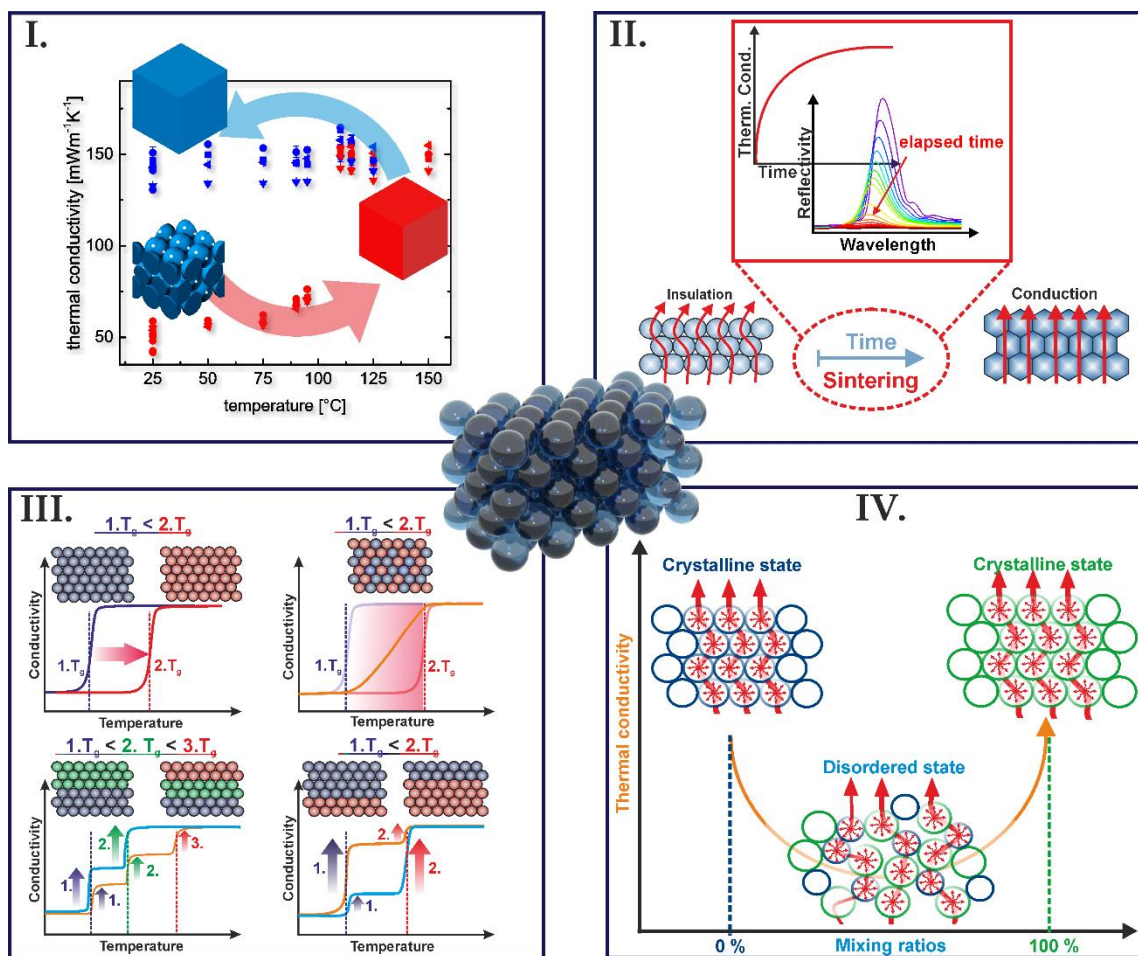 I.
thermal conductivity [mWm⁻¹K⁻¹]
150
100
50
25 50 75 100 125 150
temperature [°C]
II.
Therm. Cond.
Time
Reflectivity
elapsed time
Wavelength
Insulation
Time
Sintering
Conduction
III.
1.Tg < 2.Tg
Conductivity
1.Tg
2.Tg
Temperature
1.Tg < 2.Tg
Conductivity
1.Tg
2.Tg
Temperature
1.Tg < 2. Tg < 3.Tg
Conductivity
1.
2.
1.
2.
3.
Temperature
1.Tg < 2.Tg
Conductivity
1.
1.
2.
2.
Temperature
IV.
Thermal conductivity
Crystalline state
Crystalline state
Disordered state
0 %
Mixing ratios
100 %